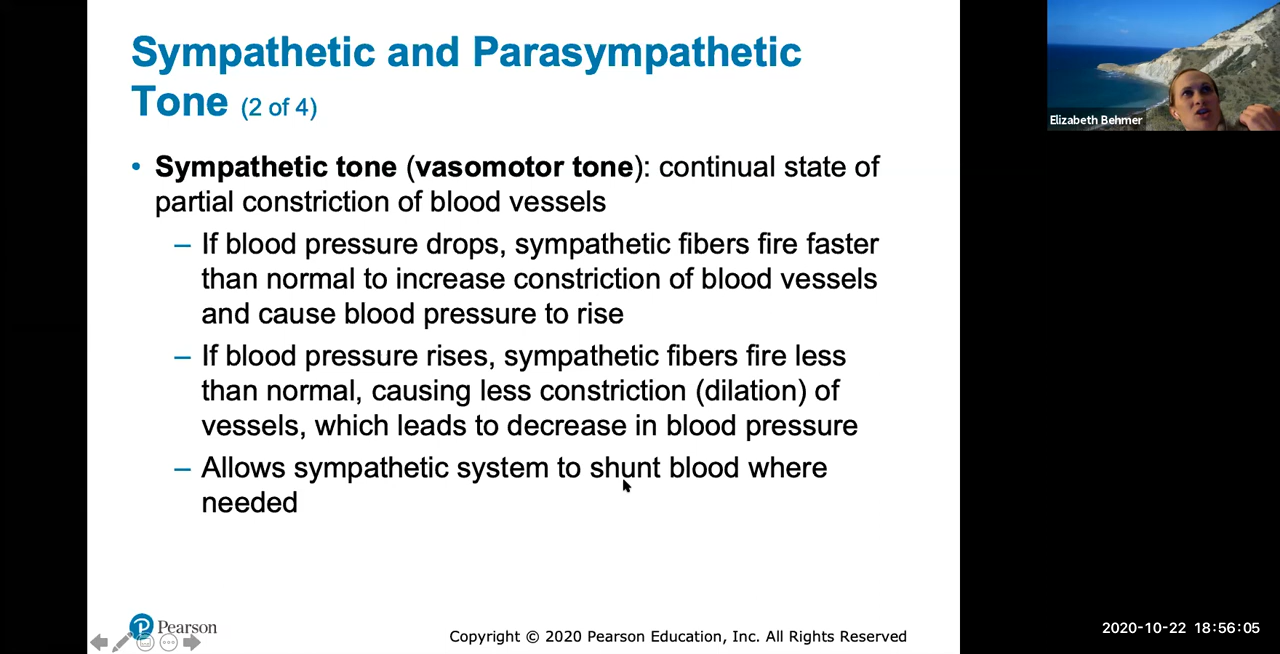 Sympathetic and Parasympathetic
Tone (2 of 4)
• Sympathetic tone (vasomotor tone): continual state of
partial constriction of blood vessels
– If blood pressure drops, sympathetic fibers fire faster
than normal to increase constriction of blood vessels
and cause blood pressure to rise
– If blood pressure rises, sympathetic fibers fire less
than normal, causing less constriction (dilation) of
vessels, which leads to decrease in blood pressure
– Allows sympathetic system to shunt blood where
needed
P Pearson
Copyright © 2020 Pearson Education, Inc. All Rights Reserved
Elizabeth Behmer
2020-10-22 18:56:05